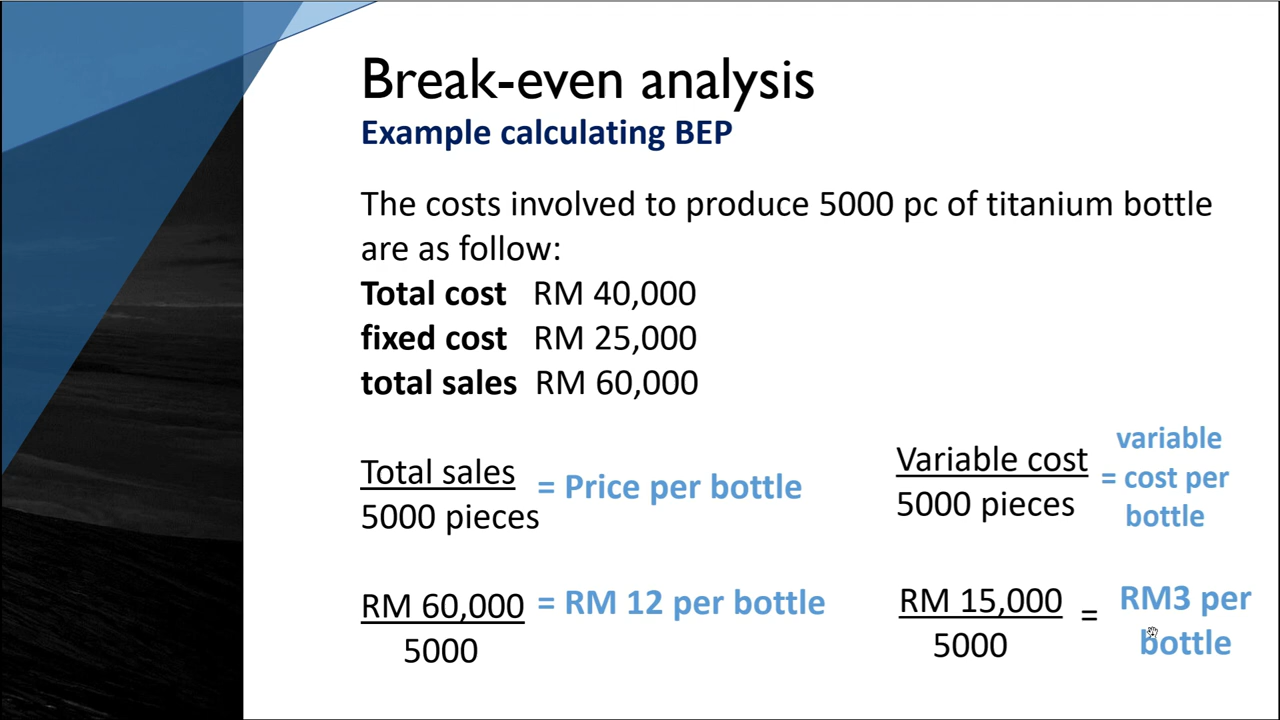 Break-even analysis
Example calculating BEP
The costs involved to produce 5000 pc of titanium bottle
are as follow:
Total cost RM 40,000
fixed cost RM 25,000
total sales RM 60,000
Total sales
5000 pieces
= Price per bottle
Variable cost
5000 pieces
variable
= cost per
bottle
RM 60,000
5000
= RM 12 per bottle
RM 15,000
5000
=
RM3 per
bottle